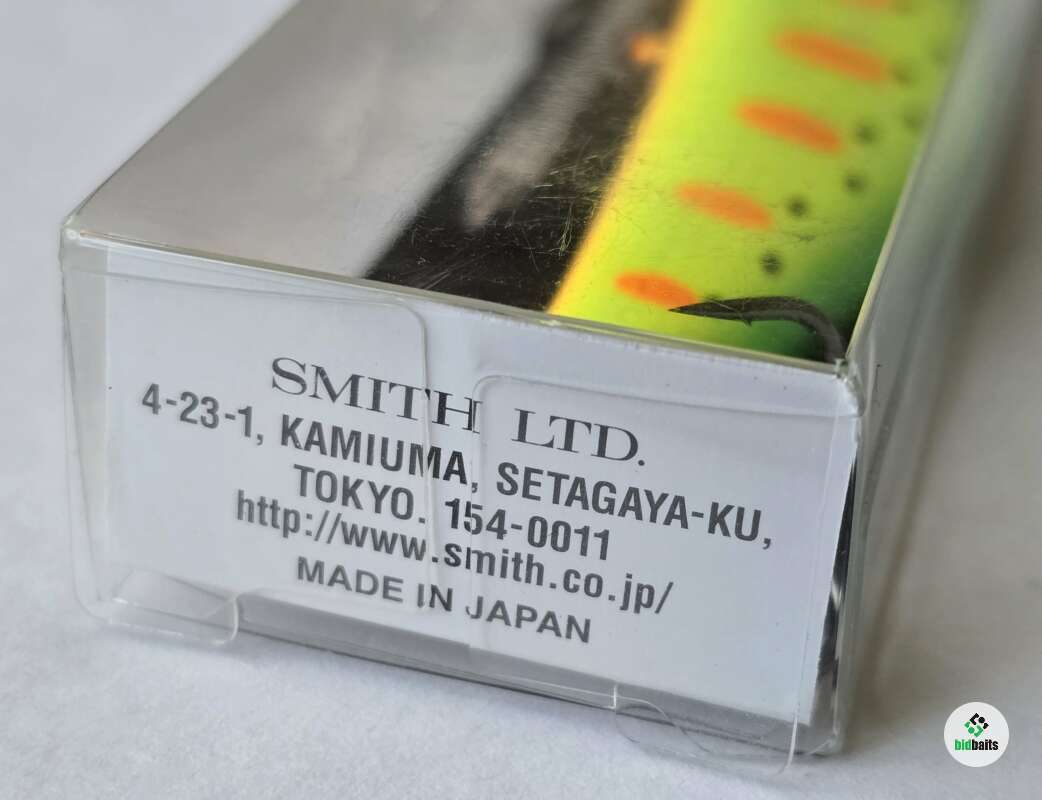 SMITH LTD.
4-23-1, KAMIUMA, SETAGAYA-KU,
TOKYO. 154-0011
http://www.smith.co.jp/
MADE IN JAPAN
bidbaits